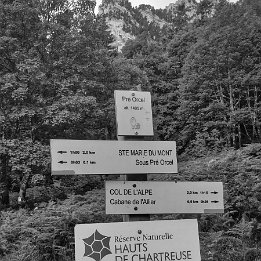 Pré Orcel
STE MARIE DU MONT
Sous Pré Orcel
COL DE L'ALPE
Cabane de l'Aliar
Réserve Naturelle
HAUTS
DE CHARTREUSE